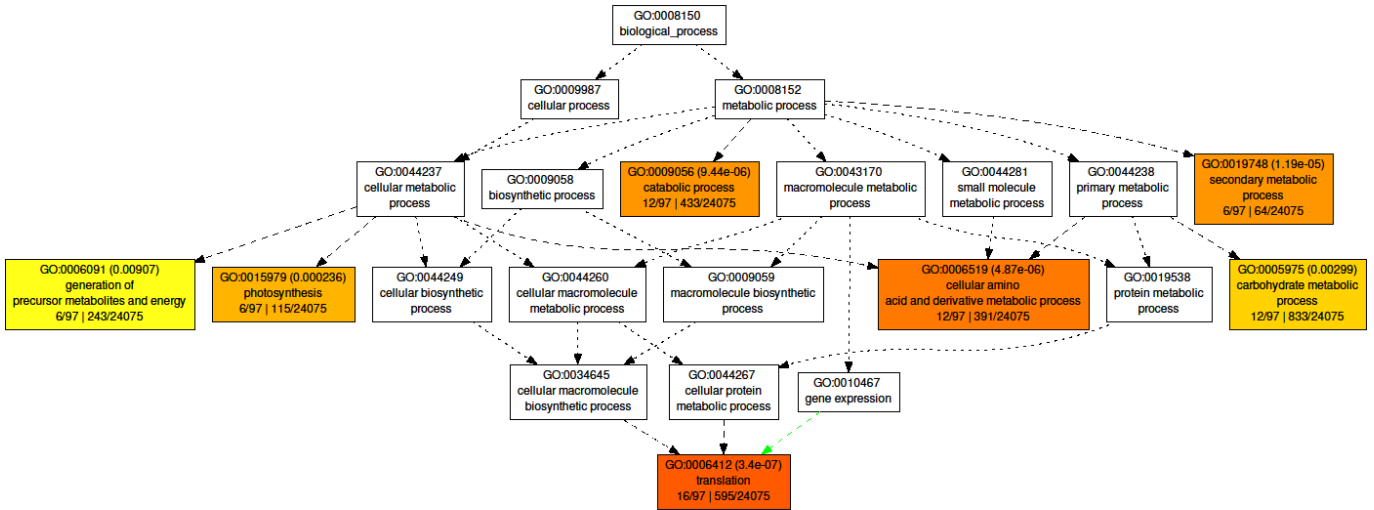 GO:0008150
biological_process
GO:0009987
cellular process
GO:0008152
metabolic process
GO:0044237
cellular metabolic
process
GO:0009058
biosynthetic process
GO:0009056 (9.44e-06)
catabolic process
12/97 | 433/24075
GO:0043170
macromolecule metabolic
process
GO:0044281
small molecule
metabolic process
GO:0044238
primary metabolic
process
GO:0019748 (1.19e-05)
secondary metabolic
process
6/97 | 64/24075
GO:0006091 (0.00907)
generation of
precursor metabolites and energy
6/97 | 243/24075
GO:0015979 (0.000236)
photosynthesis
6/97 | 115/24075
GO:0044249
cellular biosynthetic
process
GO:0044260
cellular macromolecule
metabolic process
GO:0009059
macromolecule biosynthetic
process
GO:0006519 (4.87e-06)
cellular amino
acid and derivative metabolic process
12/97 | 391/24075
GO:0019538
protein metabolic
process
GO:0005975 (0.00299)
carbohydrate metabolic
process
12/97 | 833/24075
GO:0034645
cellular macromolecule
biosynthetic process
GO:0044267
cellular protein
metabolic process
GO:0010467
gene expression
GO:0006412 (3.4e-07)
translation
16/97 | 595/24075